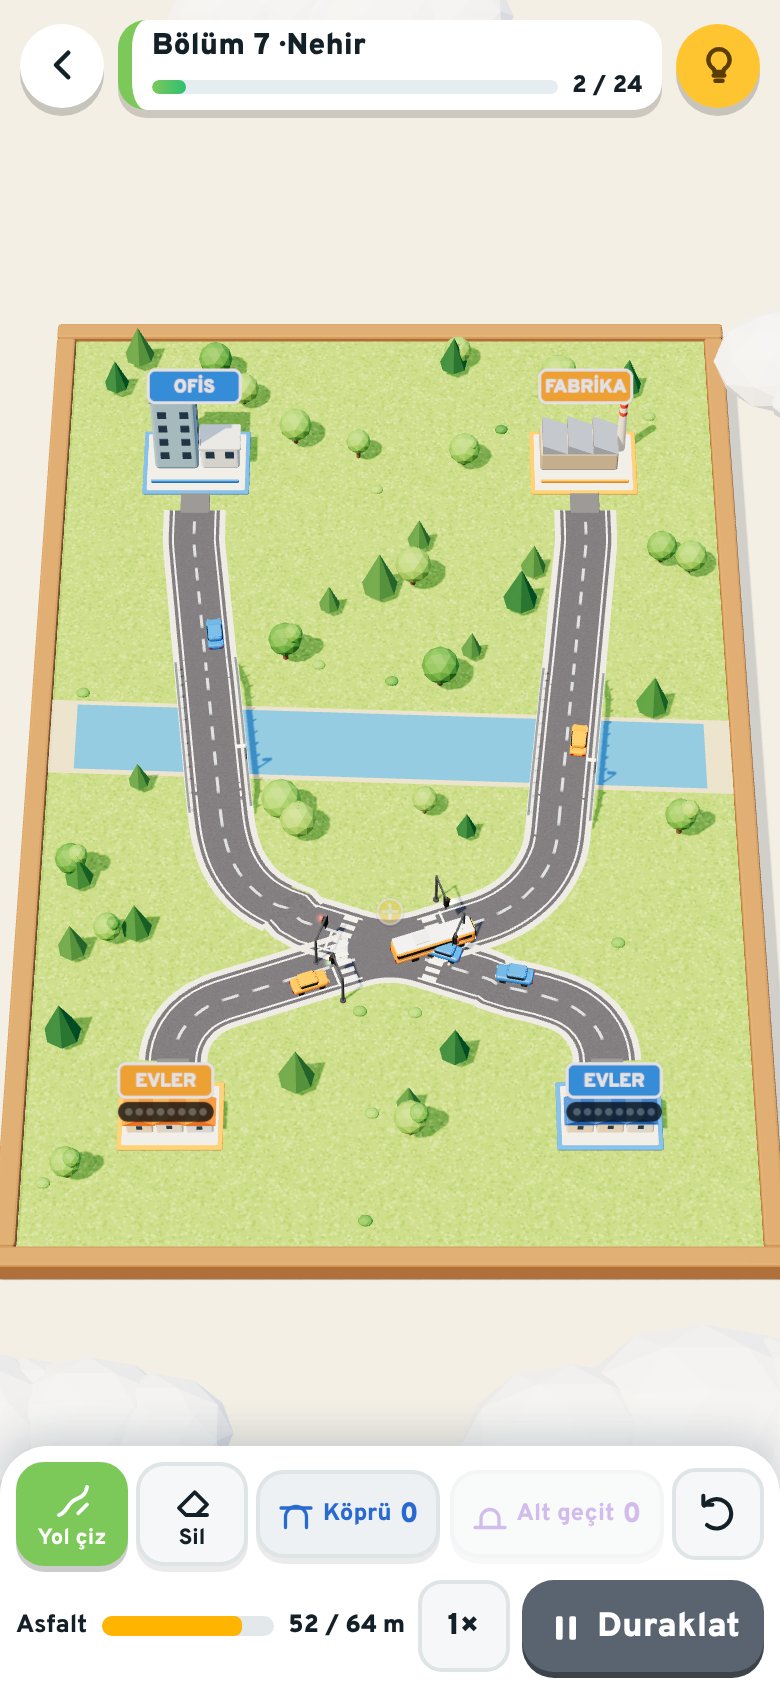 Bölüm 7 ·Nehir
2 / 24
OFİS
FABRİKA
EVLER
EVLER
Yol çiz
Sil
Köprü 0
Alt geçit 0
Asfalt
52 / 64 m
1×
Duraklat